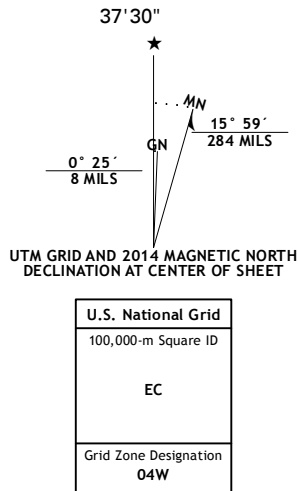 37'30"
MN
GN
15° 59´
284 MILS
0° 25´
8 MILS
UTM GRID AND 2014 MAGNETIC NORTH
DECLINATION AT CENTER OF SHEET
U.S. National Grid
100,000-m Square ID
EC
Grid Zone Designation
04W